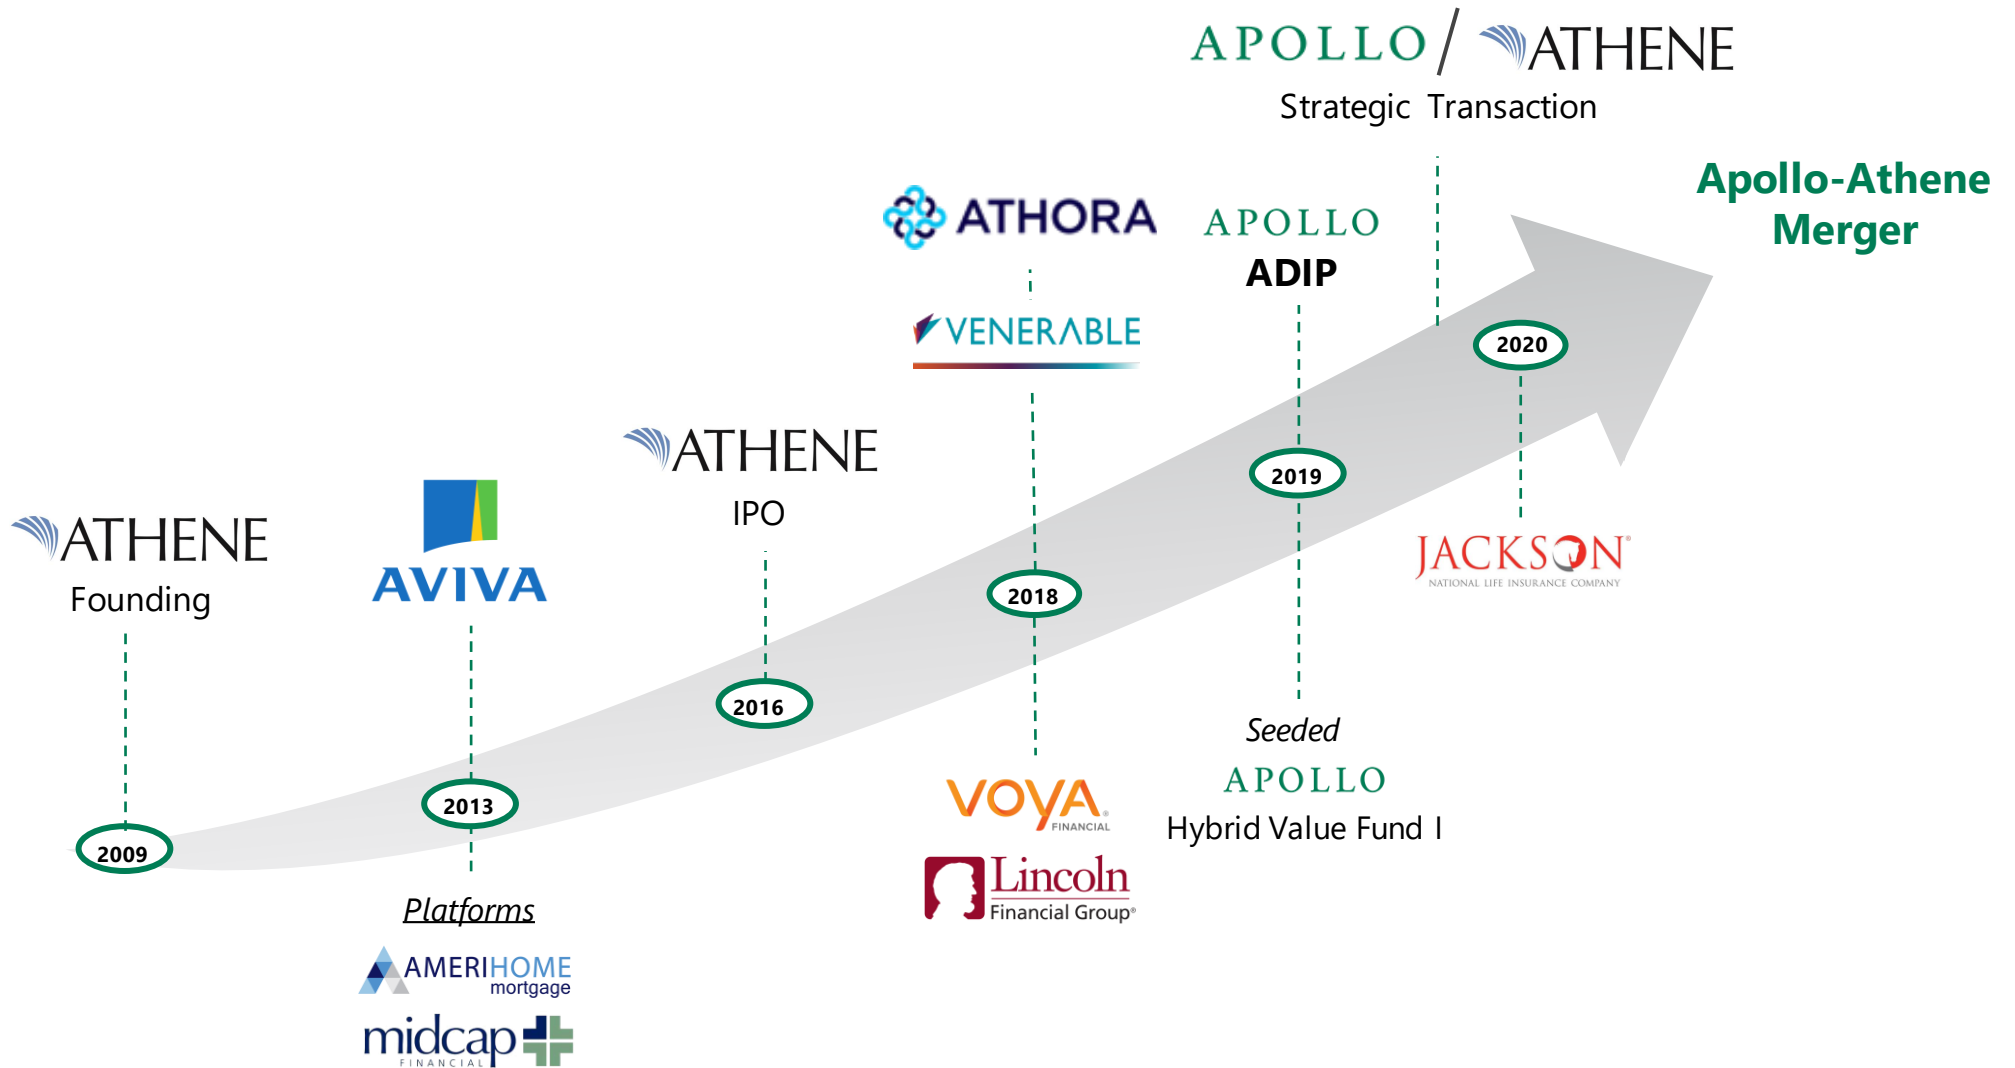 ATHENE
Founding
2009
AVIVA
2013
Platforms
AMERIHOME
mortgage
midcap
FINANCIAL
ATHENE
IPO
2016
ATHORA
VENERABLE
2018
VOYA
FINANCIAL
Lincoln
Financial Group®
APOLLO
ADIP
2019
Seeded
APOLLO
Hybrid Value Fund I
APOLLO / ATHENE
Strategic Transaction
2020
JACKSON®
NATIONAL LIFE INSURANCE COMPANY
Apollo-Athene
Merger